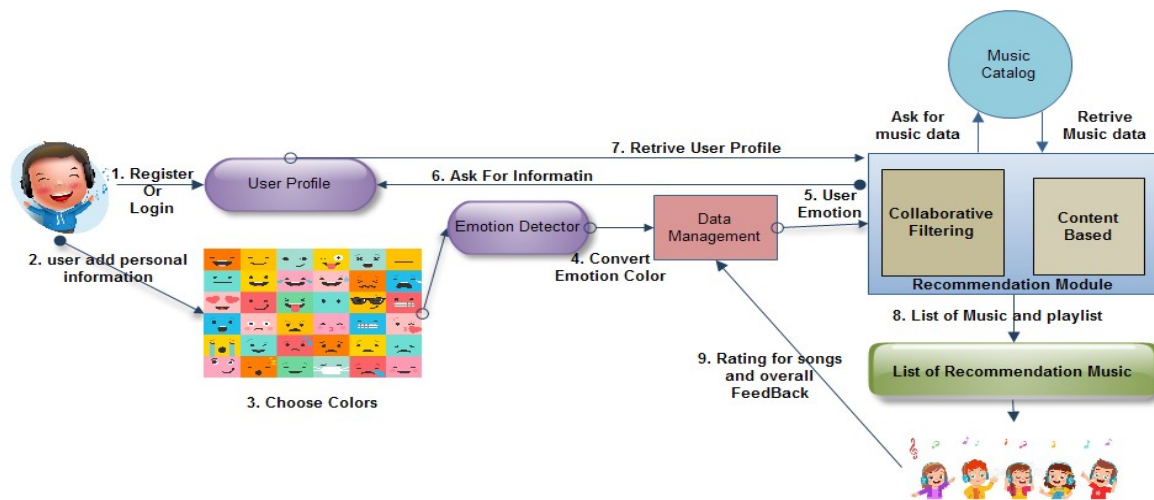 Music
Catalog
Ask for
music data
Retrive
Music data
7. Retrive User Profile
1. Register
Or
Login
User Profile
6. Ask For Informatin
5. User
Emotion
Collaborative
Filtering
Content
Based
Recommendation Module
Emotion Detector
Data
Management
4. Convert
Emotion Color
2. user add personal
information
3. Choose Colors
8. List of Music and playlist
List of Recommendation Music
9. Rating for songs
and overall
FeedBack